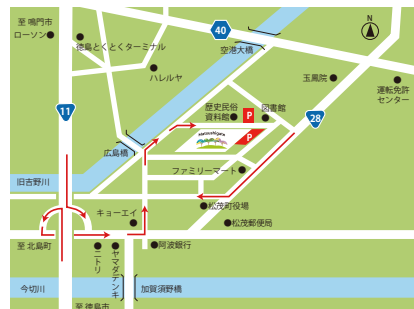 至 鳴門市
ローソン
徳島とくとくターミナル
ハレルヤ
40
空港大橋
N
玉鳳院
運転免許
センター
11
歴史民俗
資料館
P
図書館
P
28
広島橋
ファミリーマート
旧吉野川
キョーエイ
松茂町役場
松茂郵便局
至 北島町
ニトリ
ヤマダデンキ
阿波銀行
今切川
加賀須野橋
至 徳島市